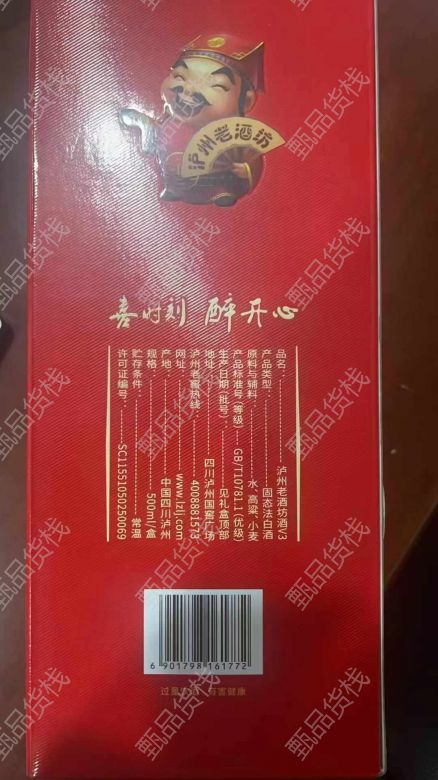 泸州老酒坊
喜时刻 醉开心
品名：泸州老酒坊酒V3
产品类型：固态法白酒
原料与辅料：水、高粱、小麦
产品标准号(等级)：GB/T10781.1(优级)
生产日期(批号)：见礼盒顶部
地址：四川泸州国窖广场
泸州老窖热线：4008881573
网址：www.lzlj.com
产地：中国四川泸州
规格：500ml/盒
贮存条件：常温
许可证编号：SC11551050250069
6 901798 161772
过量饮酒 有害健康
甄品货栈